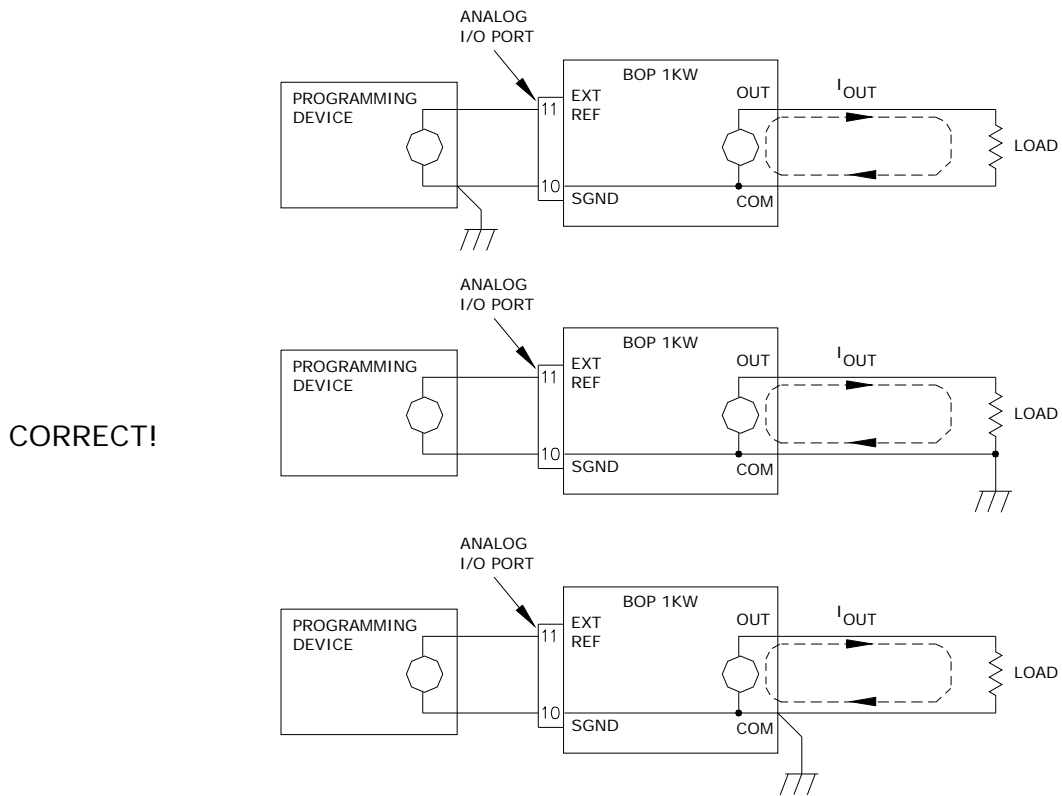 ANALOG
I/O PORT
PROGRAMMING
DEVICE
11
EXT
REF
BOP 1KW
OUT
IOUT
LOAD
10
SGND
COM
CORRECT!
ANALOG
I/O PORT
PROGRAMMING
DEVICE
11
EXT
REF
BOP 1KW
OUT
IOUT
LOAD
10
SGND
COM
ANALOG
I/O PORT
PROGRAMMING
DEVICE
11
EXT
REF
BOP 1KW
OUT
IOUT
LOAD
10
SGND
COM